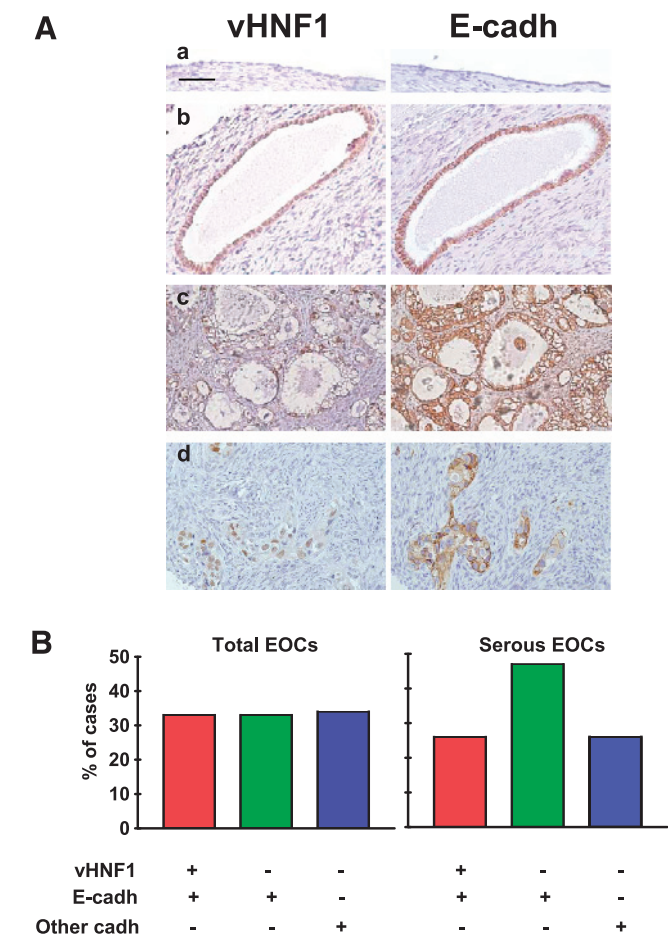 A
vHNF1 E-cadh
a
b
c
d
B
Total EOCs Serous EOCs
% of cases
50
40
30
20
10
0
vHNF1 + - - + - -
E-cadh + + - + + -
Other cadh - - + - - +